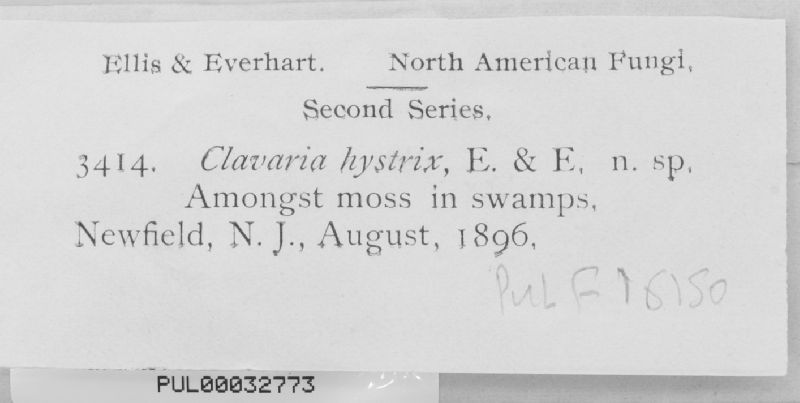 Ellis & Everhart. North American Fungi,
Second Series,
3414. Clavaria hystrix, E. & E, n. sp,
Amongst moss in swamps,
Newfield, N. J., August, 1896,
PUL F
PUL00032773